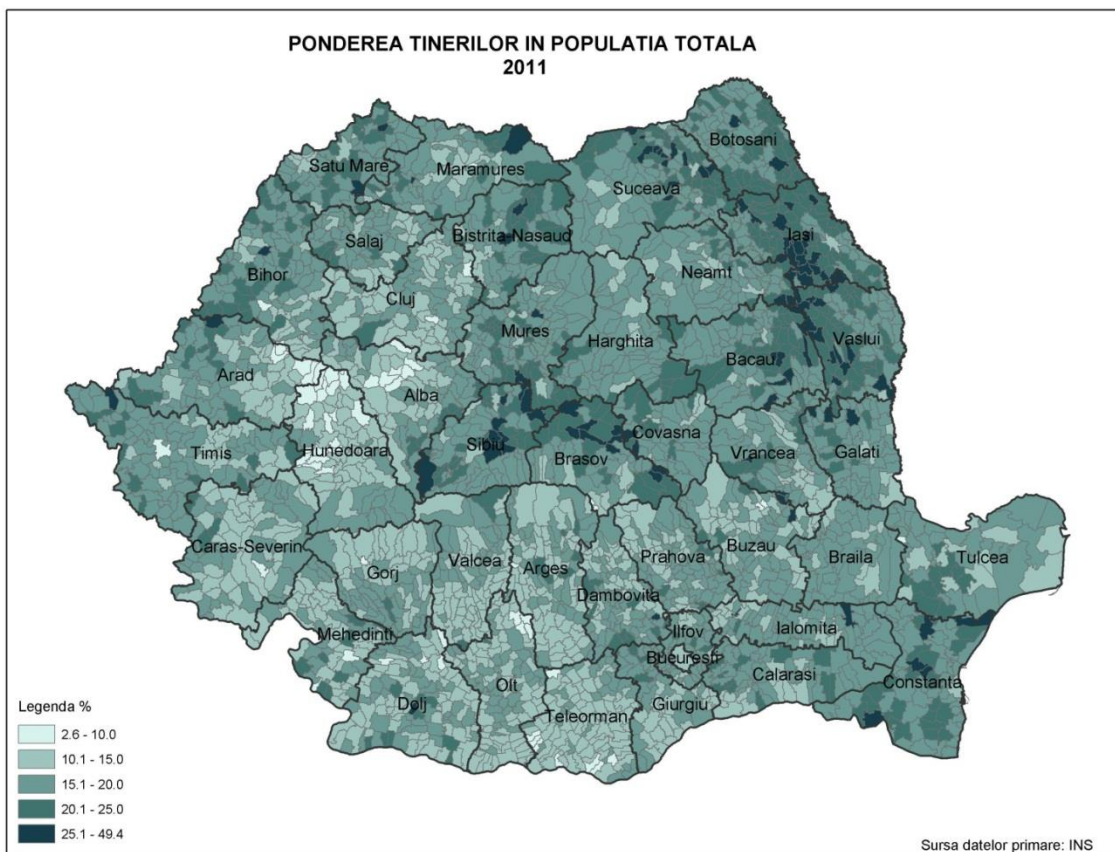 PONDEREA TINERILOR IN POPULATIA TOTALA
2011
Botosani
Satu Mare
Maramures
Suceava
Iasi
Salaj
Bistrita-Nasaud
Neamt
Bihor
Cluj
Mures
Harghita
Vaslui
Bacau
Arad
Alba
Sibiu
Covasna
Timis
Hunedoara
Brasov
Vrancea
Galati
Caras-Severin
Gorj
Valcea
Arges
Prahova
Buzau
Braila
Tulcea
Dambovita
Mehedinti
Ilfov
Ialomita
Bucuresti
Calarasi
Constanta
Olt
Dolj
Teleorman
Giurgiu
Legenda %
2.6 - 10.0
10.1 - 15.0
15.1 - 20.0
20.1 - 25.0
25.1 - 49.4
Sursa datelor primare: INS